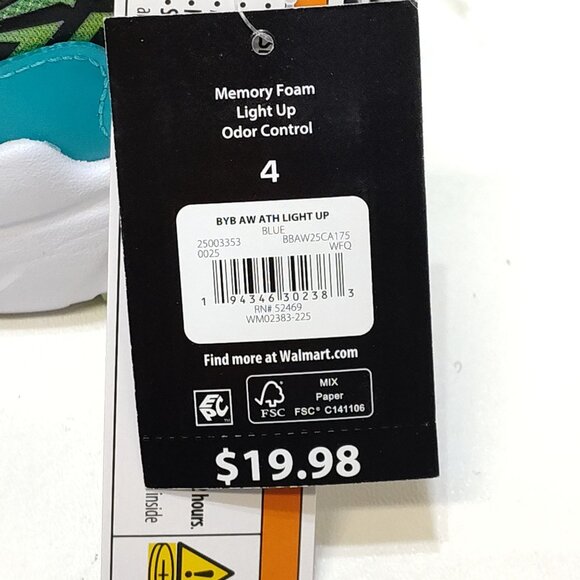 Memory Foam
Light Up
Odor Control
4
BYB AW ATH LIGHT UP
BLUE
25003353 BBAW25CA175
0025 WFQ
1 94346 30238 3
RN# 52469
WM02383-225
Find more at Walmart.com
EPC™
FSC
MIX
Paper
FSC® C141106
$19.98
hours.
inside